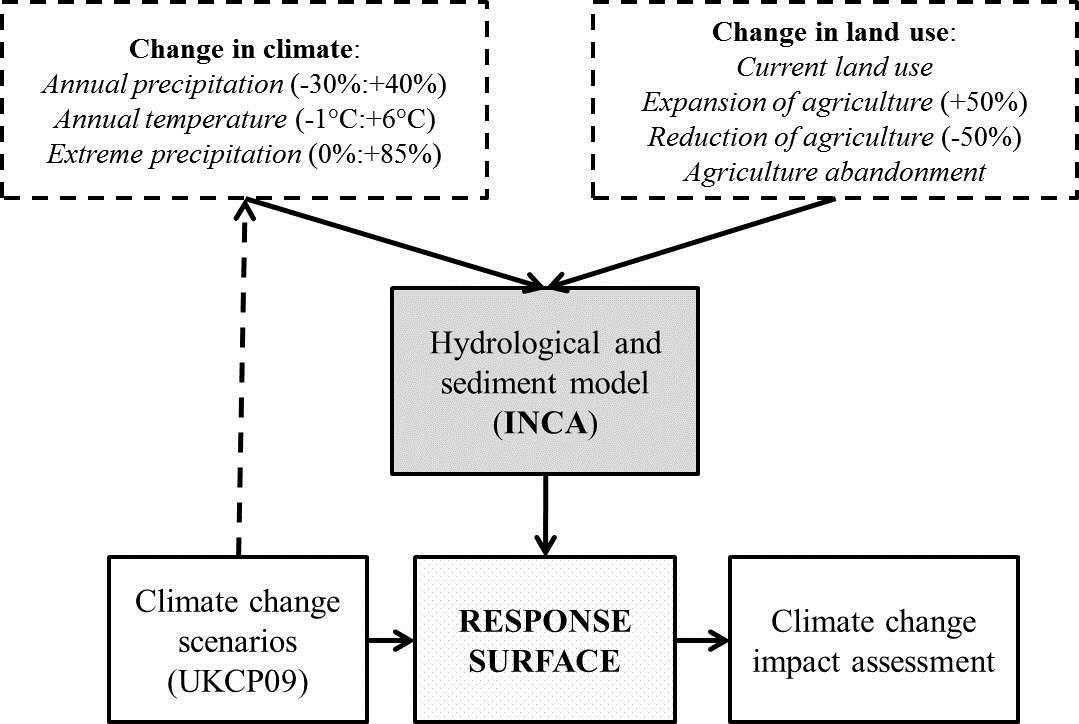 Change in climate:
Annual precipitation (-30%:+40%)
Annual temperature (-1°C:+6°C)
Extreme precipitation (0%:+85%)
Change in land use:
Current land use
Expansion of agriculture (+50%)
Reduction of agriculture (-50%)
Agriculture abandonment
Hydrological and
sediment model
(INCA)
Climate change
scenarios
(UKCP09)
RESPONSE
SURFACE
Climate change
impact assessment